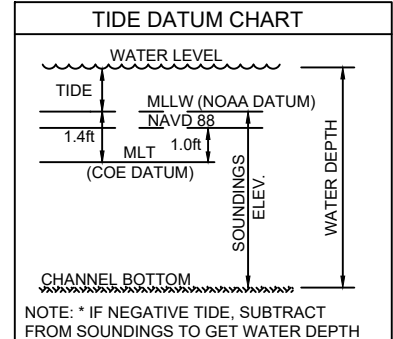 TIDE DATUM CHART
WATER LEVEL
TIDE
MLLW (NOAA DATUM)
NAVD 88
1.4ft
MLT
1.0ft
(COE DATUM)
SOUNDINGS
ELEV.
WATER DEPTH
CHANNEL BOTTOM
NOTE: * IF NEGATIVE TIDE, SUBTRACT
FROM SOUNDINGS TO GET WATER DEPTH